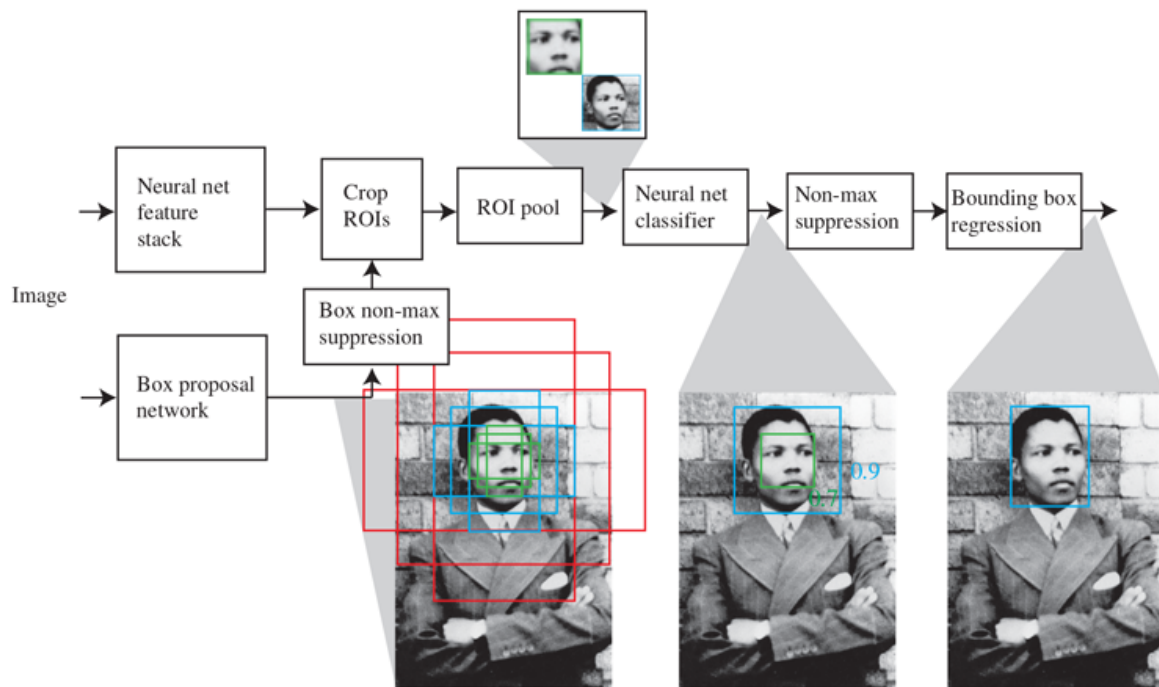 Neural net
feature
stack
Crop
ROIs
ROI pool
Neural net
classifier
Non-max
suppression
Bounding box
regression
Image
Box non-max
suppression
Box proposal
network
0.9
0.7